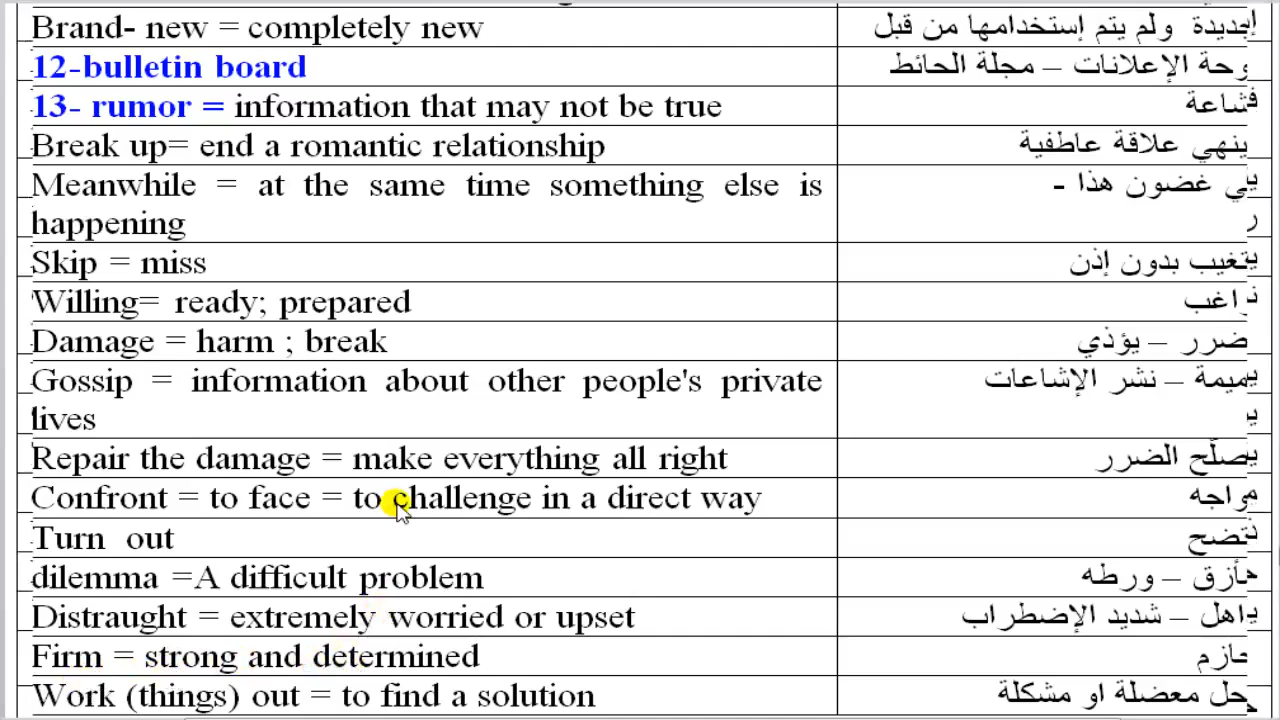 Brand- new = completely new
جديدة ولم يتم إستخدامها من قبل
12-bulletin board
وحة الإعلانات – مجلة الحائط
13- rumor = information that may not be true
شاعة
Break up= end a romantic relationship
ينهي علاقة عاطفية
Meanwhile = at the same time something else is
happening
في غضون هذا -
Skip = miss
يتغيب بدون إذن
Willing= ready; prepared
راغب
Damage = harm ; break
ضرر – يؤذي
Gossip = information about other people's private
lives
نميمة – نشر الإشاعات
Repair the damage = make everything all right
يصلّح الضرر
Confront = to face = to challenge in a direct way
يواجه
Turn out
يتضح
dilemma =A difficult problem
مأزق – ورطه
Distraught = extremely worried or upset
ذاهل – شديد الإضطراب
Firm = strong and determined
حازم
Work (things) out = to find a solution
حل معضلة او مشكلة